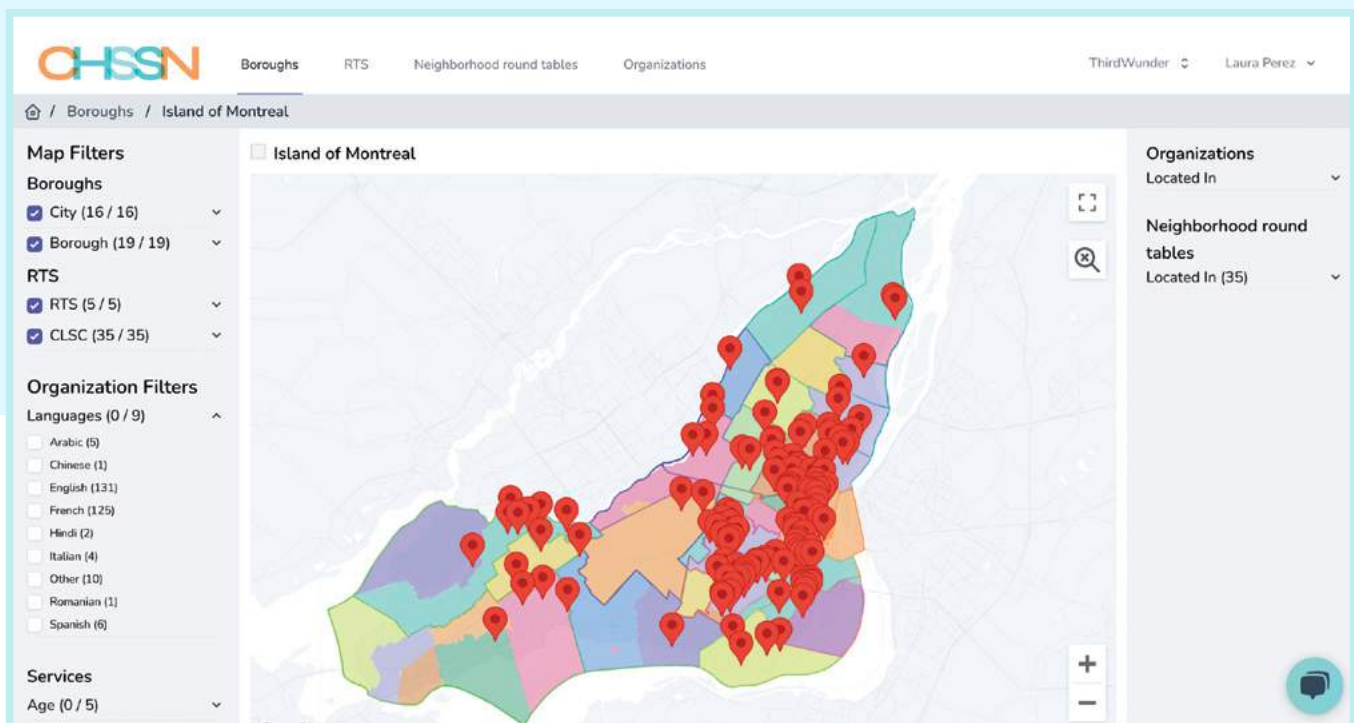 CHSSN
Boroughs
RTS
Neighborhood round tables
Organizations
ThirdWunder
Laura Perez
/ Boroughs / Island of Montreal
Map Filters
Boroughs
City (16 / 16)
Borough (19 / 19)
RTS
RTS (5 / 5)
CLSC (35 / 35)
Organization Filters
Languages (0 / 9)
Arabic (5)
Chinese (1)
English (131)
French (125)
Hindi (2)
Italian (4)
Other (10)
Romanian (1)
Spanish (6)
Services
Age (0 / 5)
Island of Montreal
Organizations
Located In
Neighborhood round
tables
Located In (35)